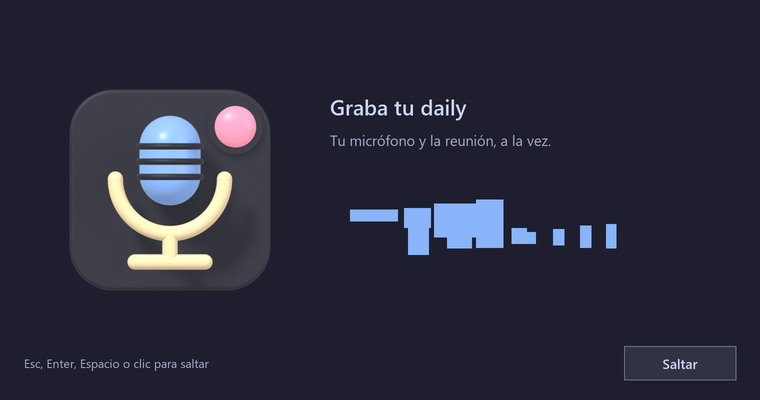 Graba tu daily
Tu micrófono y la reunión, a la vez.
Esc, Enter, Espacio o clic para saltar
Saltar